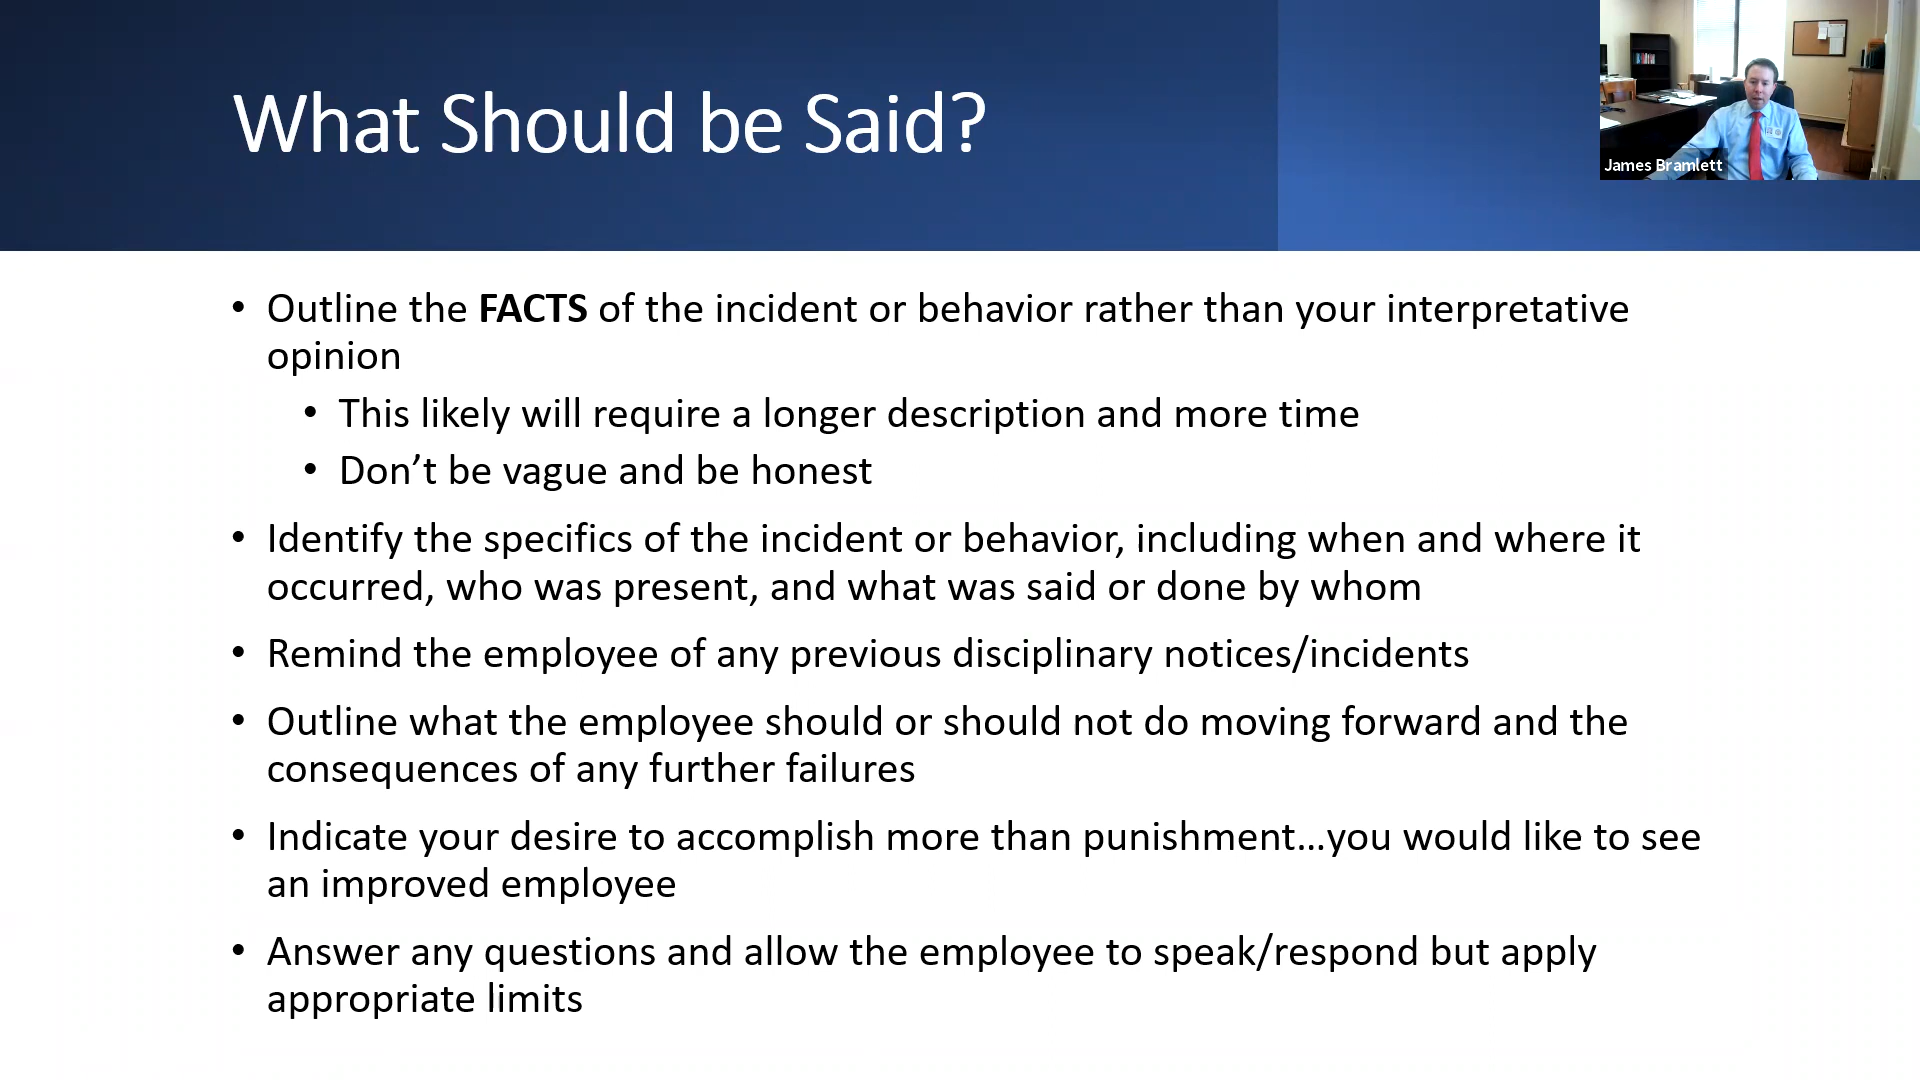 What Should be Said?
James Bramlett
• Outline the FACTS of the incident or behavior rather than your interpretative
opinion
• This likely will require a longer description and more time
• Don’t be vague and be honest
• Identify the specifics of the incident or behavior, including when and where it
occurred, who was present, and what was said or done by whom
• Remind the employee of any previous disciplinary notices/incidents
• Outline what the employee should or should not do moving forward and the
consequences of any further failures
• Indicate your desire to accomplish more than punishment…you would like to see
an improved employee
• Answer any questions and allow the employee to speak/respond but apply
appropriate limits